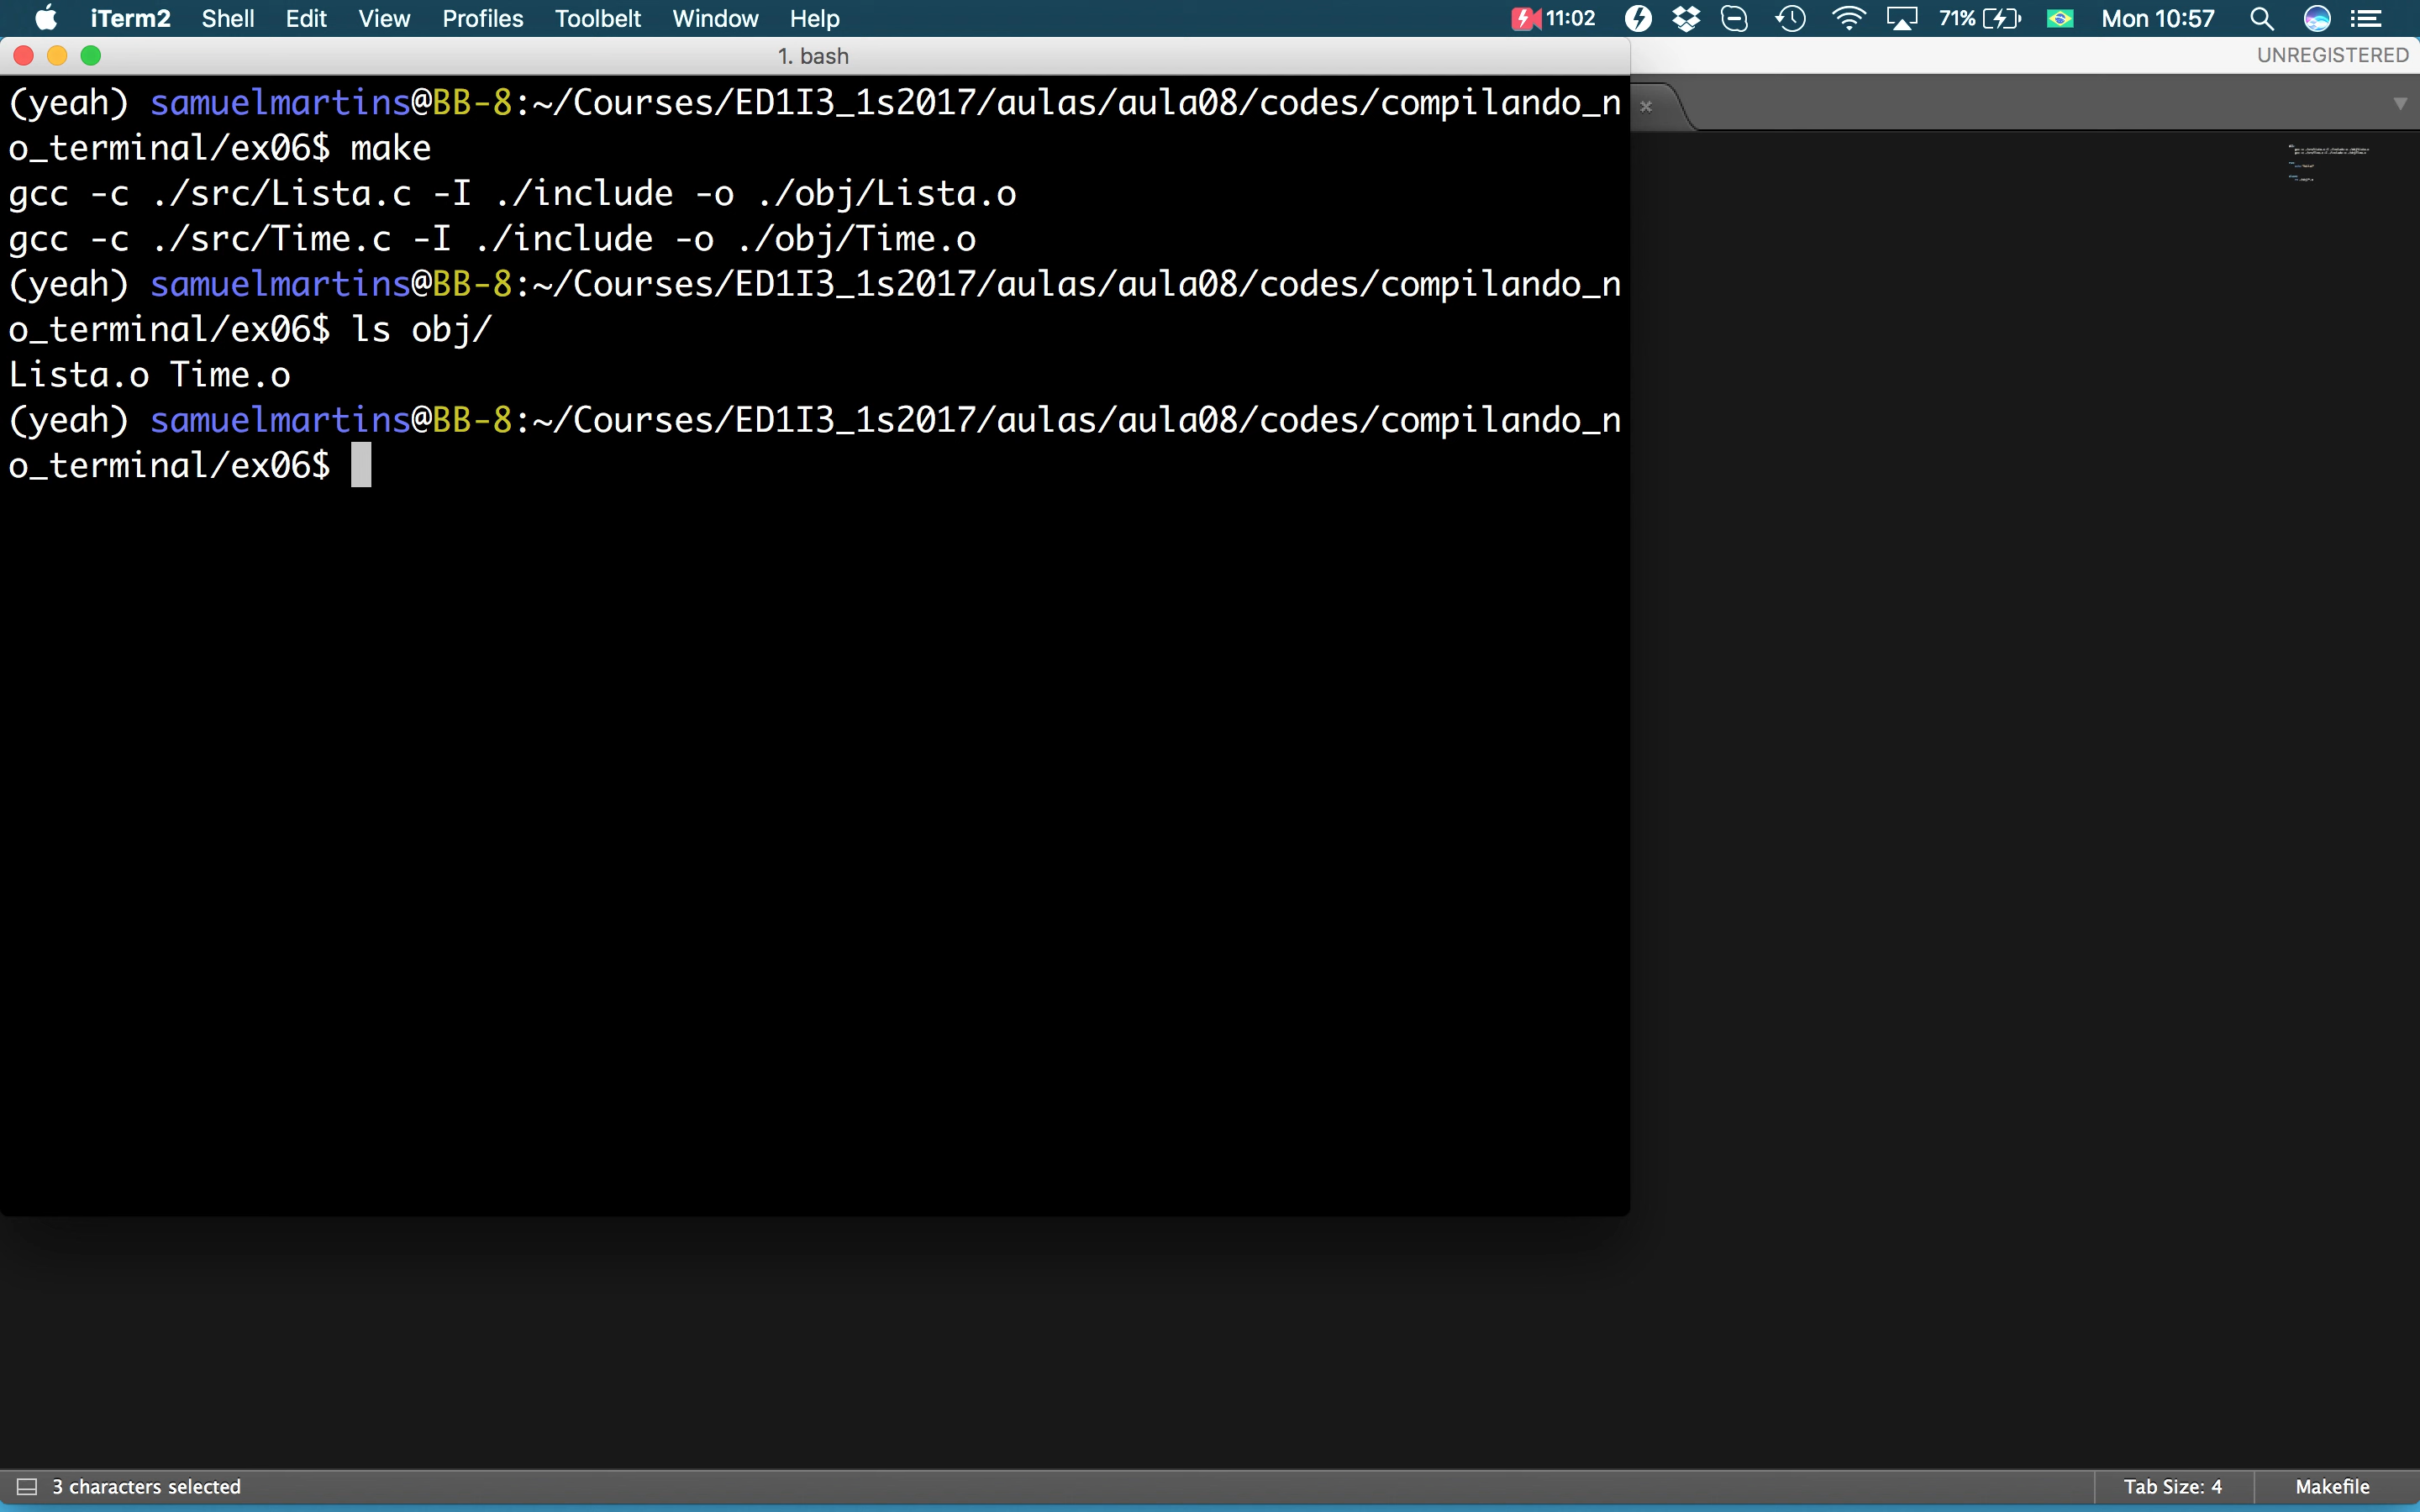 iTerm2 Shell Edit View Profiles Toolbelt Window Help 11:02 71% Mon 10:57
1. bash
UNREGISTERED
(yeah) samuelmartins@BB-8:~/Courses/ED1I3_1s2017/aulas/aula08/codes/compilando_n
o_terminal/ex06$ make
gcc -c ./src/Lista.c -I ./include -o ./obj/Lista.o
gcc -c ./src/Time.c -I ./include -o ./obj/Time.o
(yeah) samuelmartins@BB-8:~/Courses/ED1I3_1s2017/aulas/aula08/codes/compilando_n
o_terminal/ex06$ ls obj/
Lista.o Time.o
(yeah) samuelmartins@BB-8:~/Courses/ED1I3_1s2017/aulas/aula08/codes/compilando_n
o_terminal/ex06$
3 characters selected Tab Size: 4 Makefile